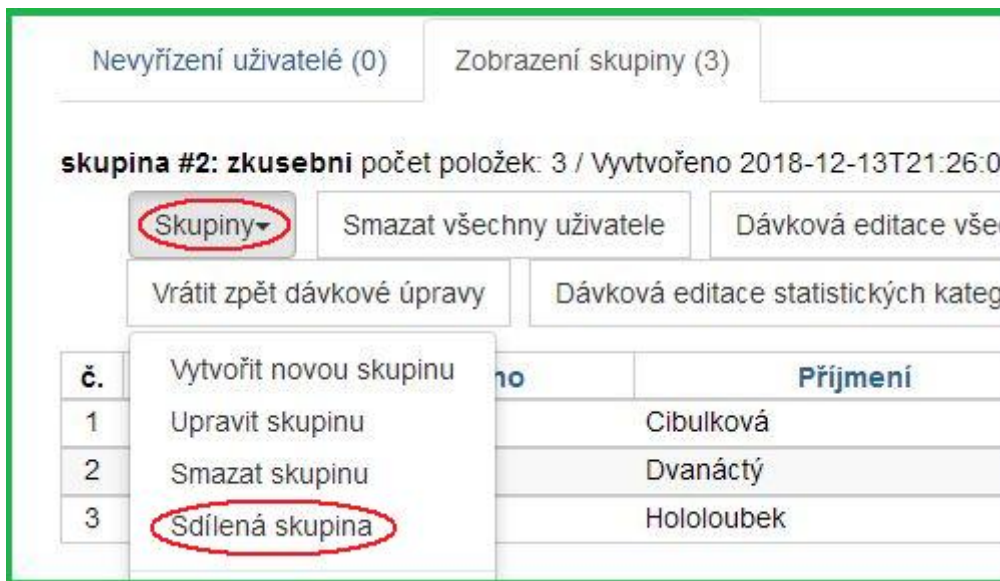 Nevyřízení uživatelé (0) Zobrazení skupiny (3)
skupina #2: zkusebni počet položek: 3 / Vyvtvořeno 2018-12-13T21:26:0
Skupiny Smazat všechny uživatele Dávková editace vše
Vrátit zpět dávkové úpravy Dávková editace statistických kateg
Vytvořit novou skupinu
Upravit skupinu
Smazat skupinu
Sdílená skupina
č. no Příjmení
1 Cibulková
2 Dvanáctý
3 Hololoubek